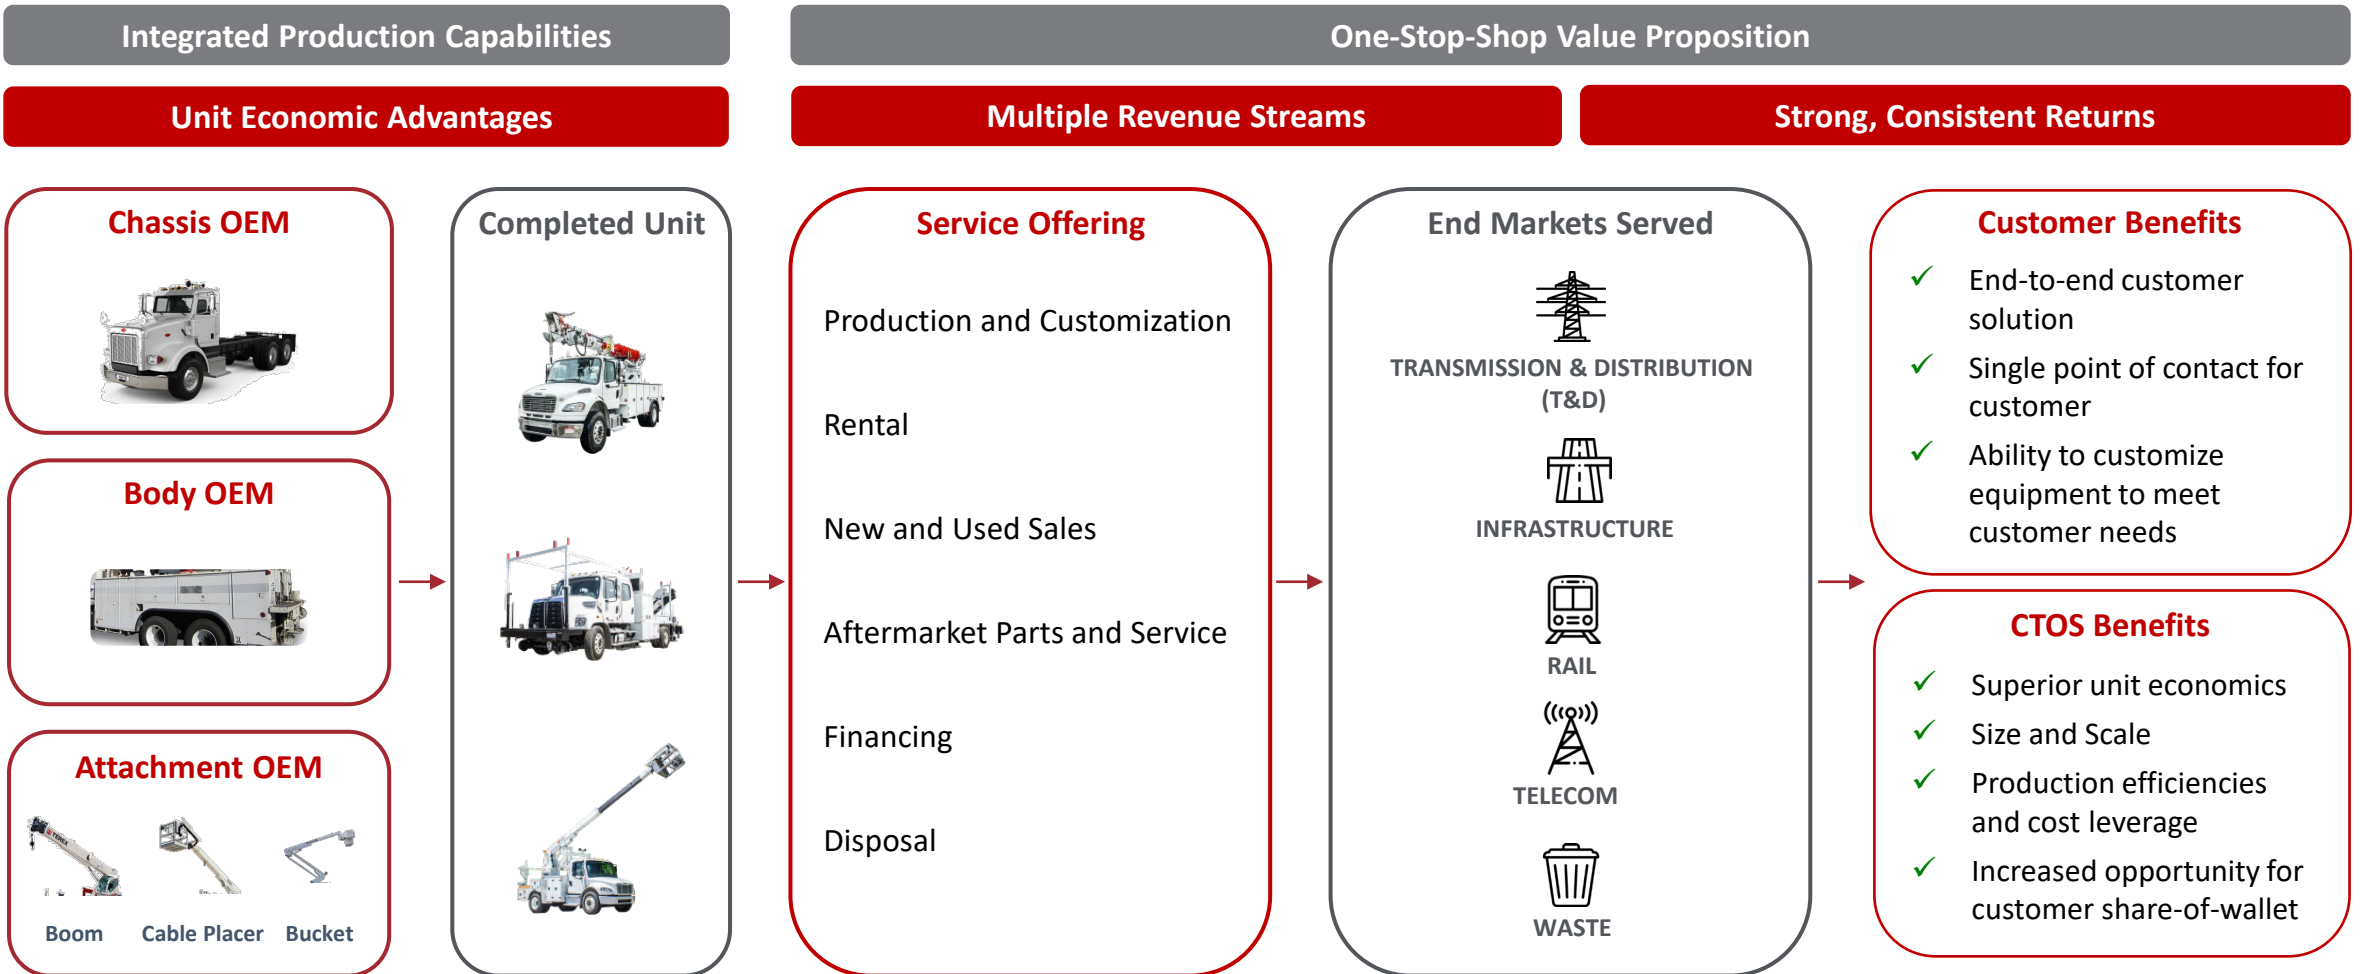 Integrated Production Capabilities
One-Stop-Shop Value Proposition
Unit Economic Advantages
Multiple Revenue Streams
Strong, Consistent Returns
Chassis OEM
Body OEM
Attachment OEM
TEREX
Boom
Cable Placer
Bucket
Completed Unit
Service Offering
Production and Customization
Rental
New and Used Sales
Aftermarket Parts and Service
Financing
Disposal
End Markets Served
TRANSMISSION & DISTRIBUTION
(T&D)
INFRASTRUCTURE
RAIL
TELECOM
WASTE
Customer Benefits
✓ End-to-end customer
solution
✓ Single point of contact for
customer
✓ Ability to customize
equipment to meet
customer needs
CTOS Benefits
✓ Superior unit economics
✓ Size and Scale
✓ Production efficiencies
and cost leverage
✓ Increased opportunity for
customer share-of-wallet